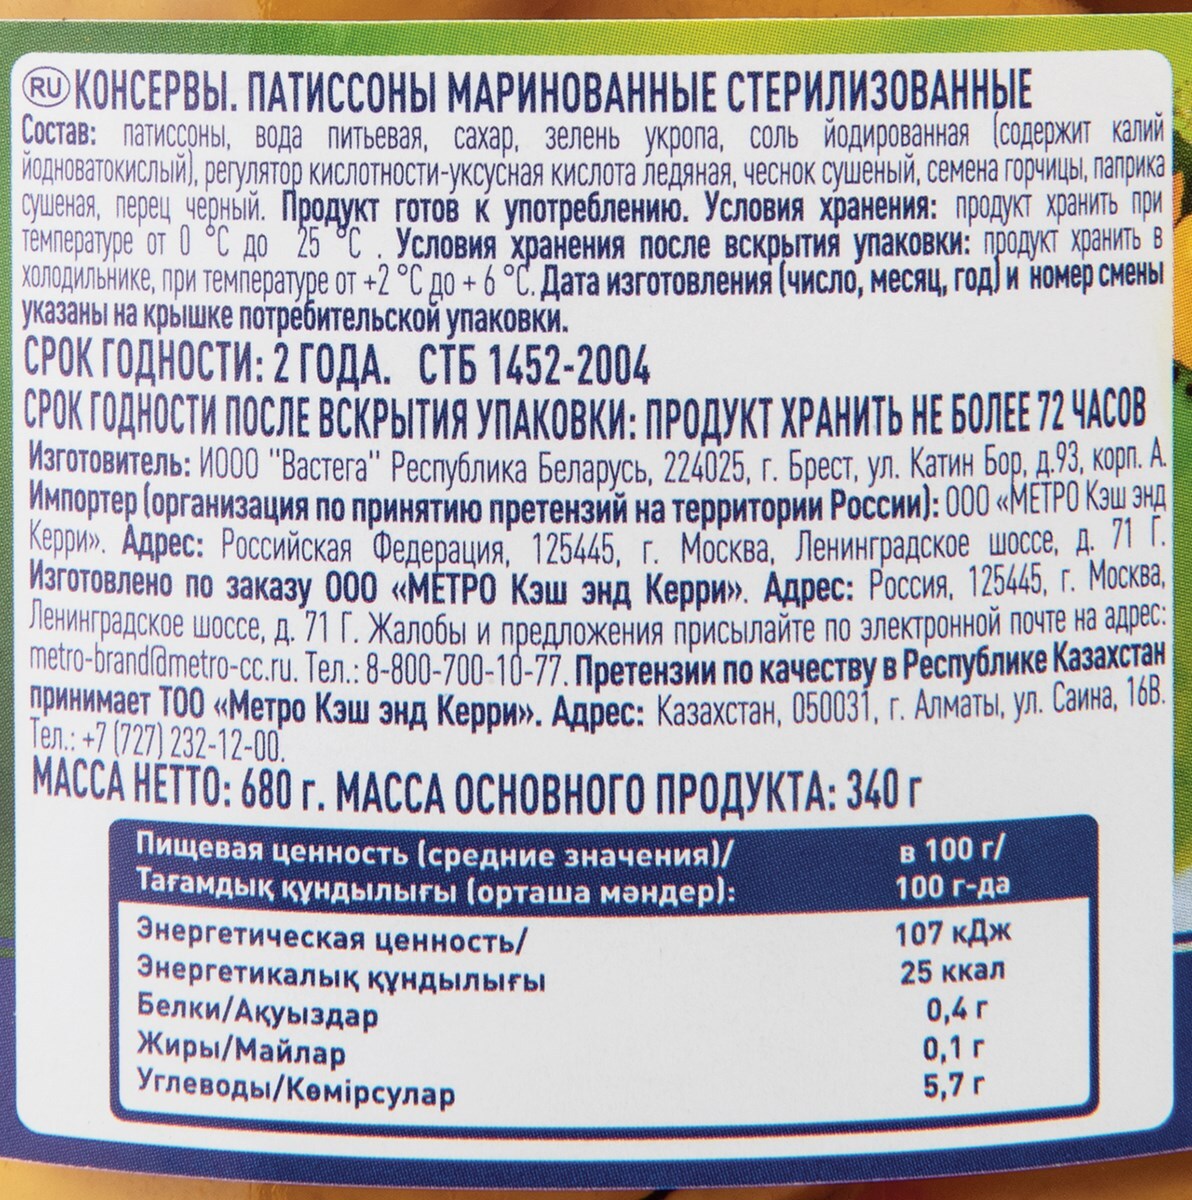 RU КОНСЕРВЫ. ПАТИССОНЫ МАРИНОВАННЫЕ СТЕРИЛИЗОВАННЫЕ
Состав: патиссоны, вода питьевая, сахар, зелень укропа, соль йодированная (содержит калий
йодноватокислый), регулятор кислотности-уксусная кислота ледяная, чеснок сушеный, семена горчицы, паприка
сушеная, перец черный. Продукт готов к употреблению. Условия хранения: продукт хранить при
температуре от 0 °С до 25 °С . Условия хранения после вскрытия упаковки: продукт хранить в
холодильнике, при температуре от +2 °С до + 6 °С. Дата изготовления (число, месяц, год) и номер смены
указаны на крышке потребительской упаковки.
СРОК ГОДНОСТИ: 2 ГОДА. СТБ 1452-2004
СРОК ГОДНОСТИ ПОСЛЕ ВСКРЫТИЯ УПАКОВКИ: ПРОДУКТ ХРАНИТЬ НЕ БОЛЕЕ 72 ЧАСОВ
Изготовитель: ИООО "Вастега" Республика Беларусь, 224025, г. Брест, ул. Катин Бор, д.93, корп. А.
Импортер (организация по принятию претензий на территории России): ООО «МЕТРО Кэш энд
Керри». Адрес: Российская Федерация, 125445, г. Москва, Ленинградское шоссе, д. 71 Г.
Изготовлено по заказу ООО «МЕТРО Кэш энд Керри». Адрес: Россия, 125445, г. Москва,
Ленинградское шоссе, д. 71 Г. Жалобы и предложения присылайте по электронной почте на адрес:
metro-brand@metro-cc.ru. Тел.: 8-800-700-10-77. Претензии по качеству в Республике Казахстан
принимает ТОО «Метро Кэш энд Керри». Адрес: Казахстан, 050031, г. Алматы, ул. Саина, 16В.
Тел.: +7 (727) 232-12-00.
МАССА НЕТТО: 680 г. МАССА ОСНОВНОГО ПРОДУКТА: 340 г
Пищевая ценность (средние значения)/ в 100 г/
Тағамдық құндылығы (орташа мәндер): 100 г-да
Энергетическая ценность/ 107 кДж
Энергетикалық құндылығы 25 ккал
Белки/Ақуыздар 0,4 г
Жиры/Майлар 0,1 г
Углеводы/Көмірсулар 5,7 г